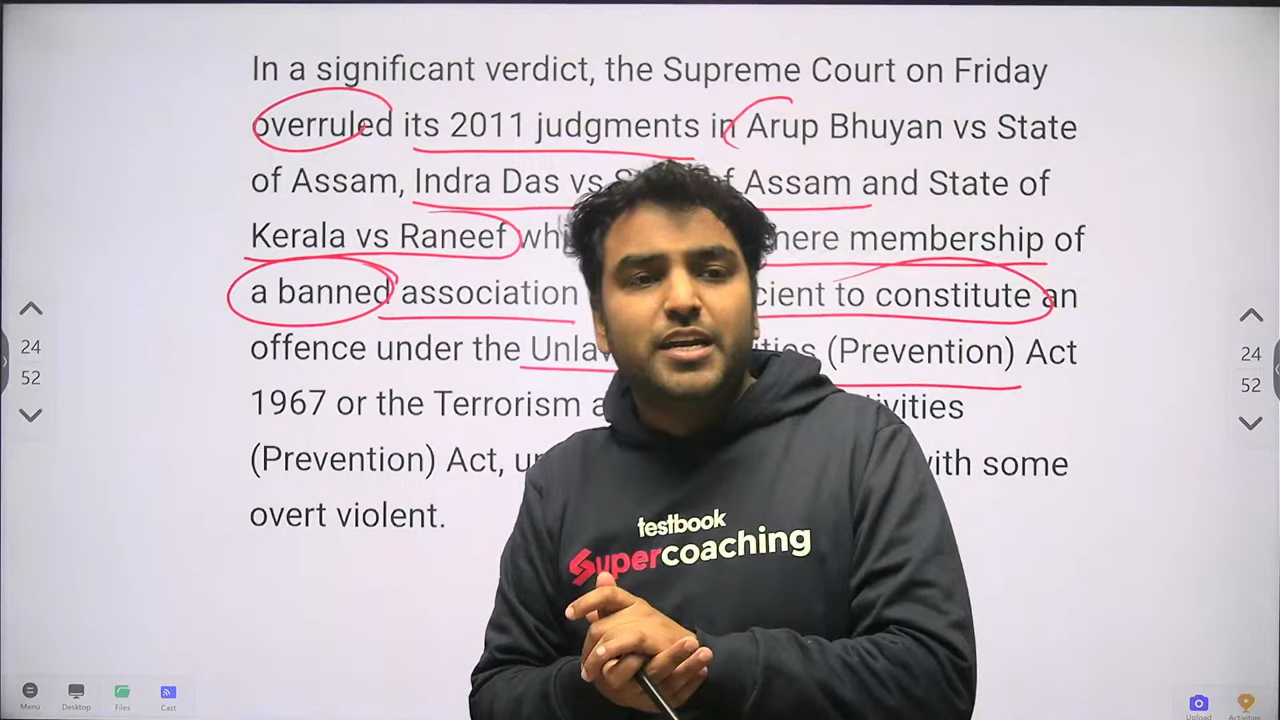 In a significant verdict, the Supreme Court on Friday
overruled its 2011 judgments in Arup Bhuyan vs State
of Assam, Indra Das vs of Assam and State of
Kerala vs Raneef mere membership of
a banned association to constitute an
offence under the (Prevention) Act
1967 or the Terrorism
(Prevention) Act, with some
overt violent.
24
52
24
52
testbook
Supercoaching
Menu
Desktop
Files
Cast
Upload
Activities